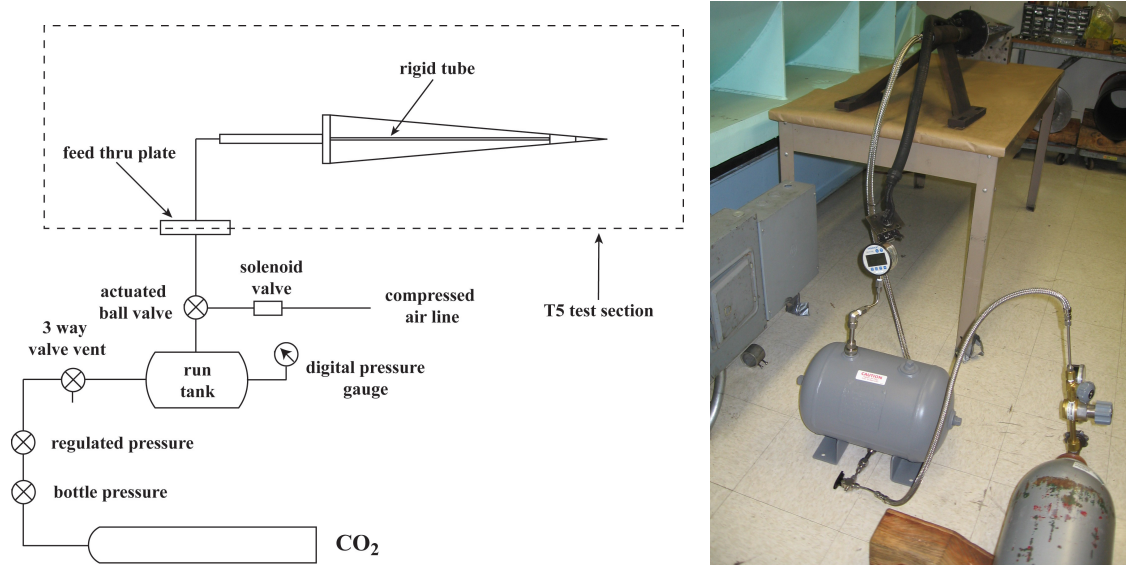 rigid tube
feed thru plate
solenoid
valve
actuated
ball valve
compressed
air line
T5 test section
3 way
valve vent
run
tank
digital pressure
gauge
regulated pressure
bottle pressure
CO₂
CAUTION